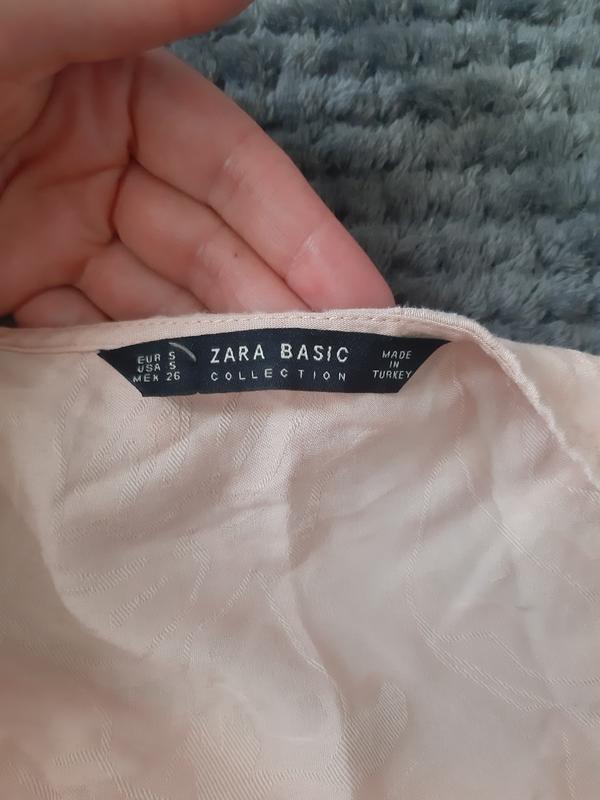 EUR S
USA S
MEX 26
ZARA BASIC
COLLECTION
MADE
IN
TURKEY